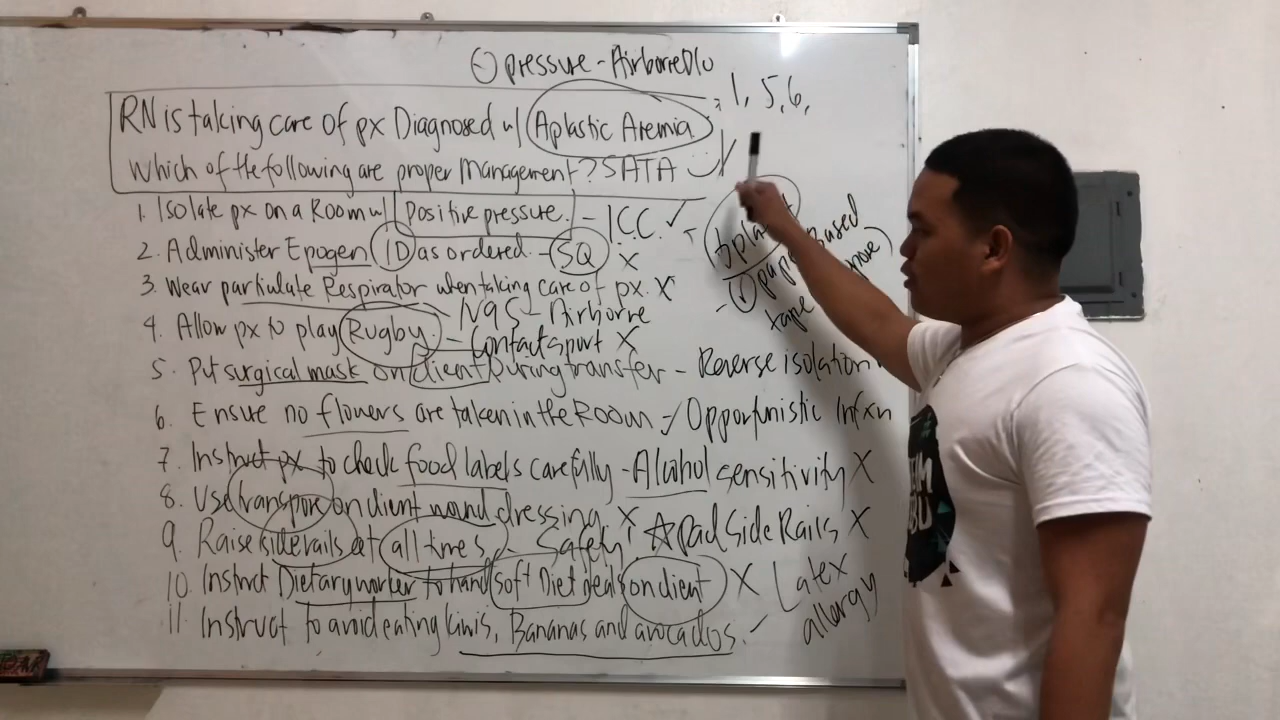 ⊖ pressure - Airborne D/o
RN is taking care of px Diagnosed w/ Aplastic Anemia
: 1, 5, 6,
Which of the following are proper Management? SATA
1. Isolate px on a Room w/ positive pressure. - ICC. ✓
2. Administer Epogen ID as ordered - SQ X
3. Wear particulate Respirator when taking care of px. X
N95 - Airborne
4. Allow px to play Rugby. - Contact sport X
5. Put surgical mask on client During transfer - Reverse isolation
6. Ensure no flowers are taken in the Room - Opportunistic Infxn
7. Instruct px to check food labels carefully - Alcohol sensitivity X
8. Use transpore on client wound dressing X
9. Raise siderails at all times - Safety ☆ pad Side Rails X
10. Instruct Dietary worker to hand soft Diet on client X
11. Instruct to avoid eating kiwis, Bananas and avocados. -
Latex
allergy
based
tape